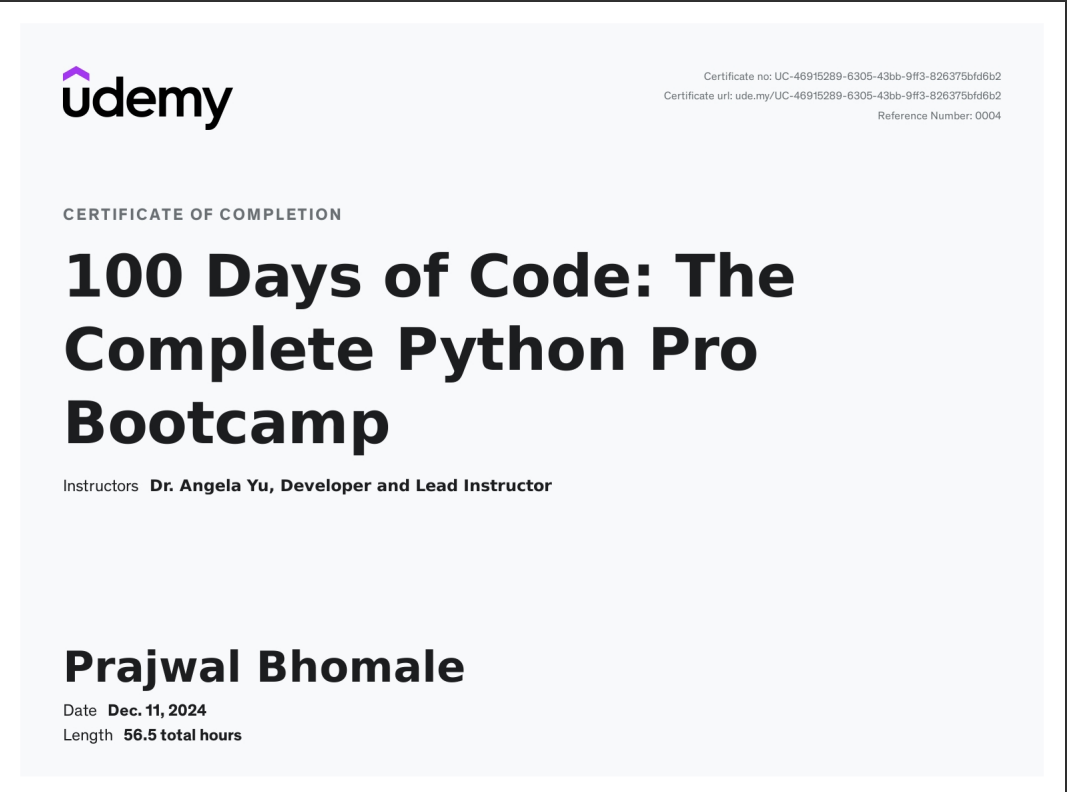 udemy
Certificate no: UC-46915289-6305-43bb-9ff3-826375bfd6b2
Certificate url: ude.my/UC-46915289-6305-43bb-9ff3-826375bfd6b2
Reference Number: 0004
CERTIFICATE OF COMPLETION
100 Days of Code: The
Complete Python Pro
Bootcamp
Instructors Dr. Angela Yu, Developer and Lead Instructor
Prajwal Bhomale
Date Dec. 11, 2024
Length 56.5 total hours